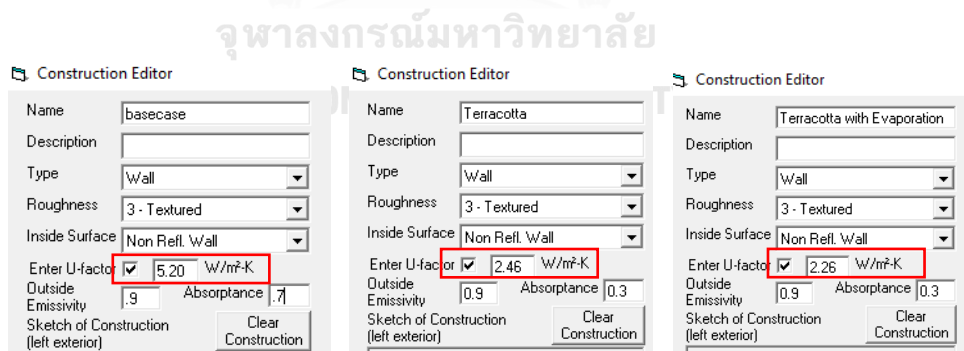 จุฬาลงกรณ์มหาวิทยาลัย
Construction Editor
Name basecase
Description
Type Wall
Roughness 3 - Textured
Inside Surface Non Refl. Wall
Enter U-factor 5.20 W/m²-K
Outside Emissivity .9 Absorptance .7
Sketch of Construction
(left exterior)
Clear
Construction
Construction Editor
Name Terracotta
Description
Type Wall
Roughness 3 - Textured
Inside Surface Non Refl. Wall
Enter U-factor 2.46 W/m²-K
Outside Emissivity 0.9 Absorptance 0.3
Sketch of Construction
(left exterior)
Clear
Construction
Construction Editor
Name Terracotta with Evaporation
Description
Type Wall
Roughness 3 - Textured
Inside Surface Non Refl. Wall
Enter U-factor 2.26 W/m²-K
Outside Emissivity 0.9 Absorptance 0.3
Sketch of Construction
(left exterior)
Clear
Construction